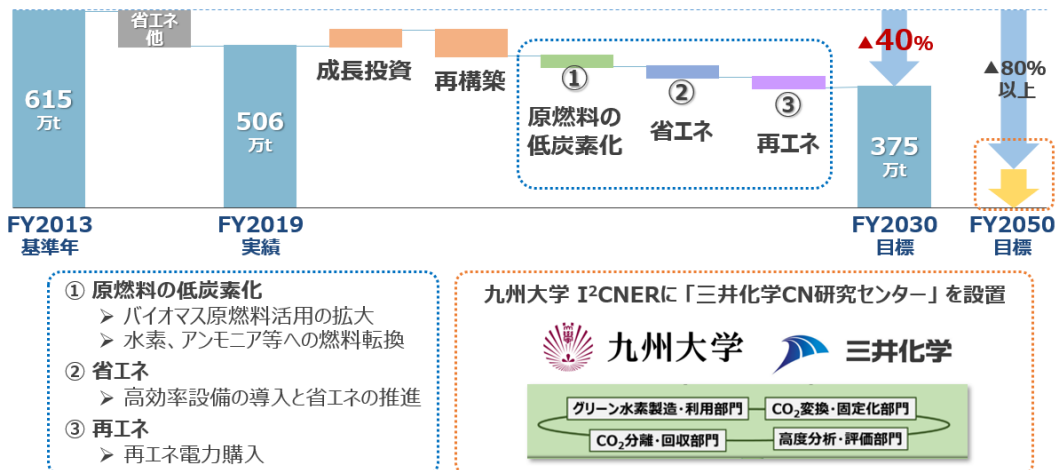 省エネ
他
615
万t
506
万t
成長投資
再構築
①
原燃料の
低炭素化
②
省エネ
③
再エネ
▲40%
375
万t
▲80%
以上
FY2013
基準年
FY2019
実績
FY2030
目標
FY2050
目標
① 原燃料の低炭素化
➢ バイオマス原燃料活用の拡大
➢ 水素、アンモニア等への燃料転換
② 省エネ
➢ 高効率設備の導入と省エネの推進
③ 再エネ
➢ 再エネ電力購入
九州大学 I²CNERに「三井化学CN研究センター」を設置
九州大学
三井化学
グリーン水素製造・利用部門
CO₂変換・固定化部門
CO₂分離・回収部門
高度分析・評価部門